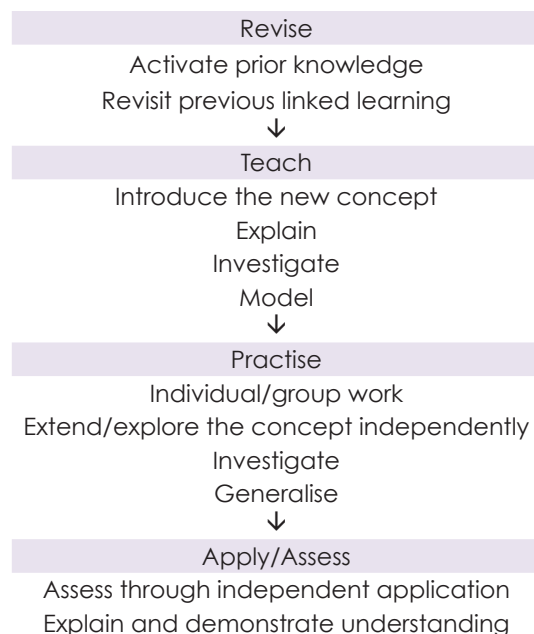 Revise
Activate prior knowledge
Revisit previous linked learning
↓
Teach
Introduce the new concept
Explain
Investigate
Model
↓
Practise
Individual/group work
Extend/explore the concept independently
Investigate
Generalise
↓
Apply/Assess
Assess through independent application
Explain and demonstrate understanding